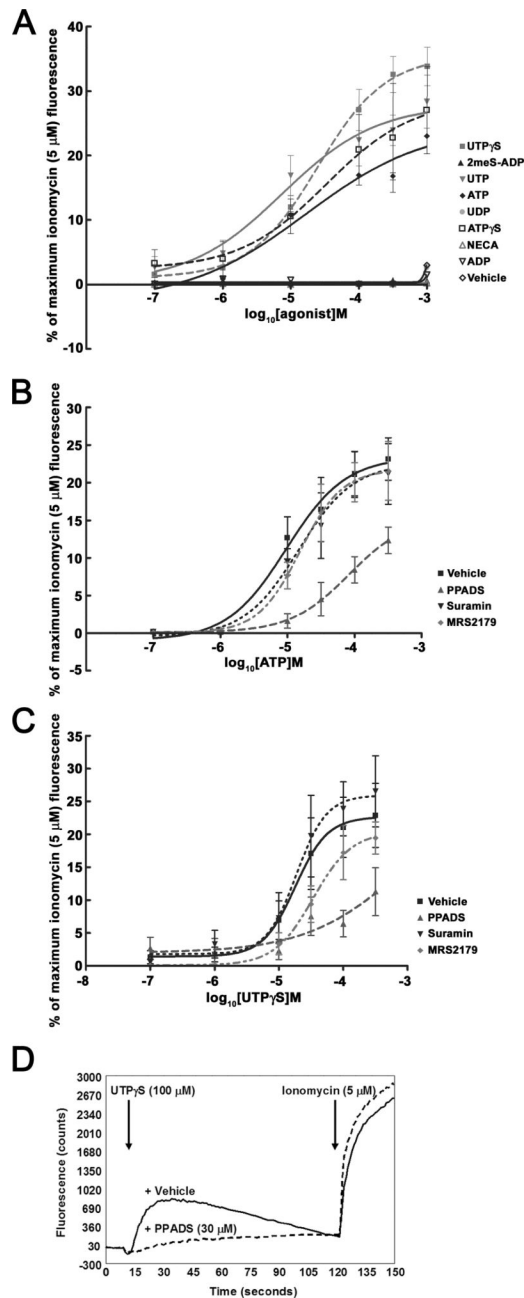 A
% of maximum ionomycin (5 µM) fluorescence
40
30
20
10
0
-10
-7
-6
-5
-4
-3
log10[agonist]M
UTPγS
2meS-ADP
UTP
ATP
UDP
ATPγS
NECA
ADP
Vehicle
B
% of maximum ionomycin (5 µM) fluorescence
30
25
20
15
10
5
0
-5
-7
-6
-5
-4
-3
log10[ATP]M
Vehicle
PPADS
Suramin
MRS2179
C
% of maximum ionomycin (5 µM) fluorescence
35
30
25
20
15
10
5
0
-7
-6
-5
-4
-3
log10[UTPγS]M
Vehicle
PPADS
Suramin
MRS2179
D
Fluorescence (counts)
3000
2670
2340
2010
1680
1350
1020
690
360
30
-300
UTPγS (100 µM)
Ionomycin (5 µM)
+ Vehicle
+ PPADS (30 µM)
0
15
30
45
60
75
90
105
120
135
150
Time (seconds)